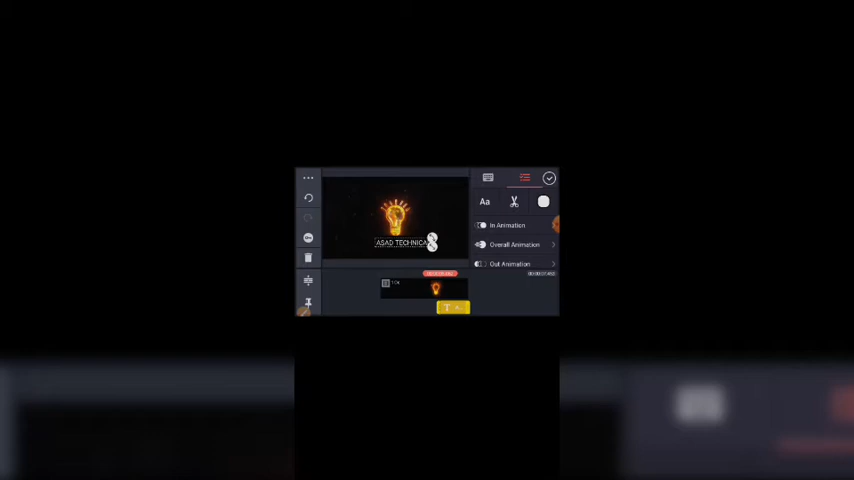 Aa
In Animation
ASAD TECHNICA
Overall Animation
Out Animation
T A...